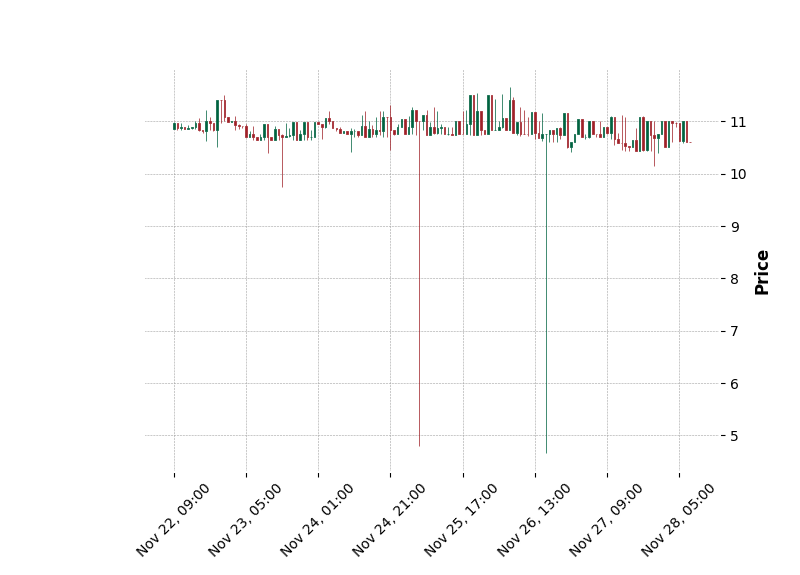 11
10
9
8
7
6
5
Price
Nov 22, 09:00
Nov 23, 05:00
Nov 24, 01:00
Nov 24, 21:00
Nov 25, 17:00
Nov 26, 13:00
Nov 27, 09:00
Nov 28, 05:00